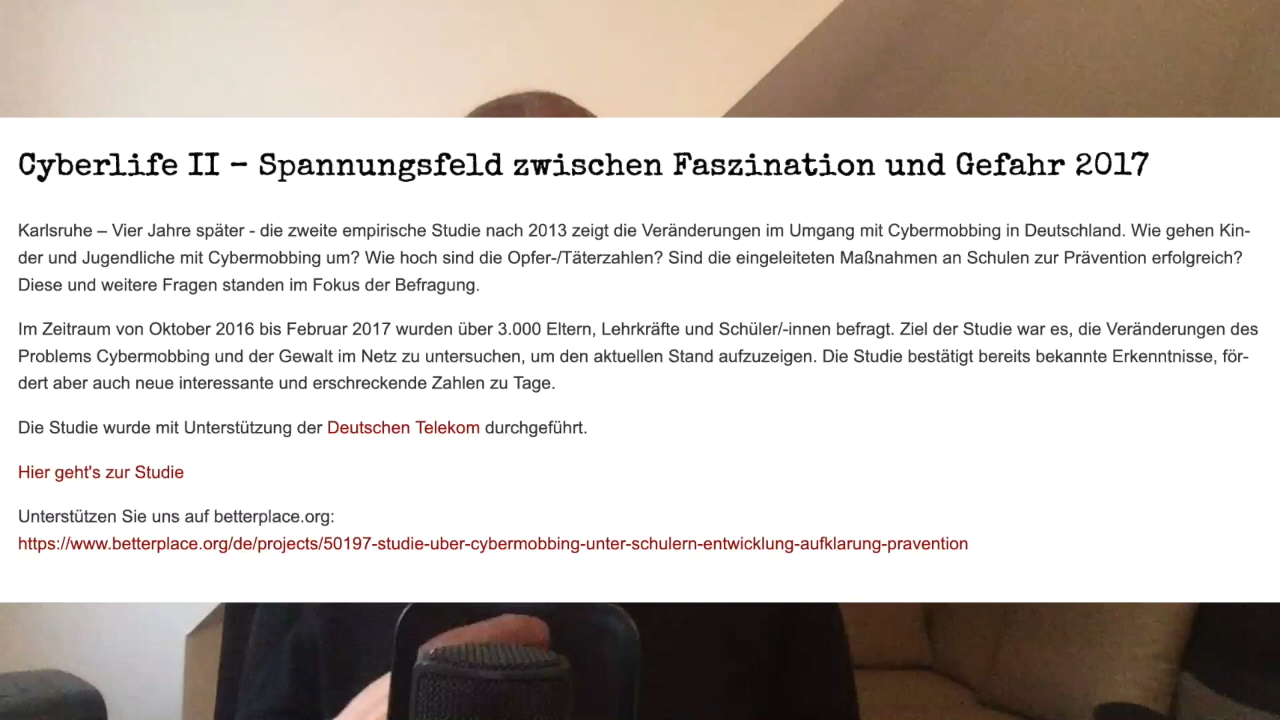 Cyberlife II – Spannungsfeld zwischen Faszination und Gefahr 2017
Karlsruhe – Vier Jahre später - die zweite empirische Studie nach 2013 zeigt die Veränderungen im Umgang mit Cybermobbing in Deutschland. Wie gehen Kin-
der und Jugendliche mit Cybermobbing um? Wie hoch sind die Opfer-/Täterzahlen? Sind die eingeleiteten Maßnahmen an Schulen zur Prävention erfolgreich?
Diese und weitere Fragen standen im Fokus der Befragung.
Im Zeitraum von Oktober 2016 bis Februar 2017 wurden über 3.000 Eltern, Lehrkräfte und Schüler/-innen befragt. Ziel der Studie war es, die Veränderungen des
Problems Cybermobbing und der Gewalt im Netz zu untersuchen, um den aktuellen Stand aufzuzeigen. Die Studie bestätigt bereits bekannte Erkenntnisse, för-
dert aber auch neue interessante und erschreckende Zahlen zu Tage.
Die Studie wurde mit Unterstützung der Deutschen Telekom durchgeführt.
Hier geht's zur Studie
Unterstützen Sie uns auf betterplace.org:
https://www.betterplace.org/de/projects/50197-studie-uber-cybermobbing-unter-schulern-entwicklung-aufklarung-pravention